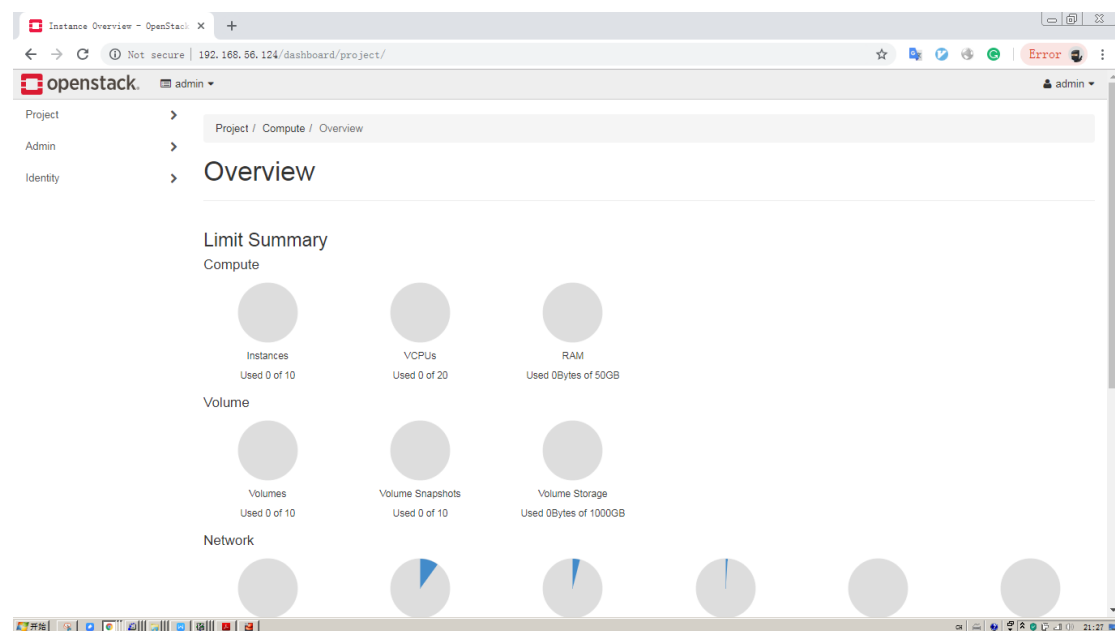 Instance Overview - OpenStack
Not secure | 192.168.56.124/dashboard/project/
Error
openstack.
admin
admin
Project
Admin
Identity
Project / Compute / Overview
Overview
Limit Summary
Compute
Instances VCPUs RAM
Used 0 of 10 Used 0 of 20 Used 0Bytes of 50GB
Volume
Volumes Volume Snapshots Volume Storage
Used 0 of 10 Used 0 of 10 Used 0Bytes of 1000GB
Network
开始
21:27